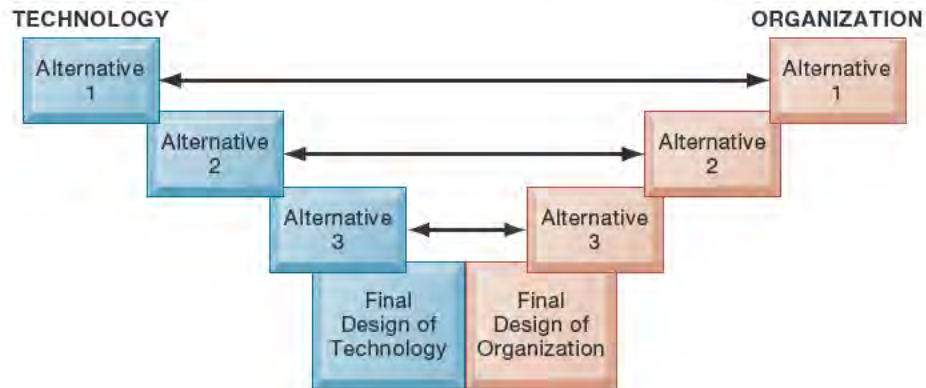 TECHNOLOGY
ORGANIZATION
Alternative
1
Alternative
1
Alternative
2
Alternative
2
Alternative
3
Alternative
3
Final
Design of
Technology
Final
Design of
Organization